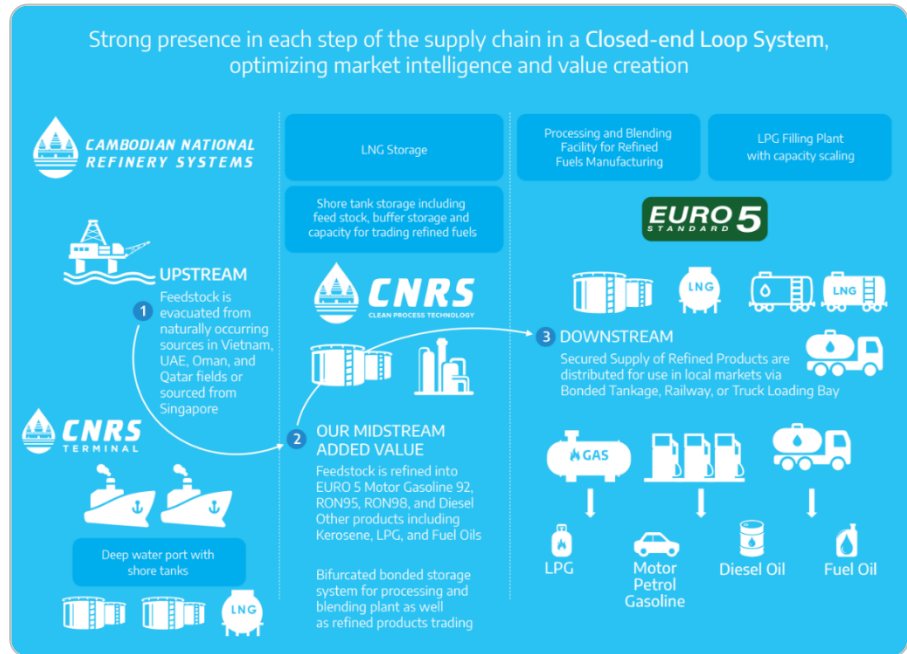 Strong presence in each step of the supply chain in a Closed-end Loop System,
optimizing market intelligence and value creation
CAMBODIAN NATIONAL
REFINERY SYSTEMS
LNG Storage
Processing and Blending
Facility for Refined
Fuels Manufacturing
LPG Filling Plant
with capacity scaling
Shore tank storage including
feed stock, buffer storage and
capacity for trading refined fuels
EURO 5
STANDARD
UPSTREAM
1
Feedstock is
evacuated from
naturally occurring
sources in Vietnam,
UAE, Oman, and
Qatar fields or
sourced from
Singapore
CNRS
CLEAN PROCESS TECHNOLOGY
LNG
LNG
3 DOWNSTREAM
Secured Supply of Refined Products are
distributed for use in local markets via
Bonded Tankage, Railway, or Truck Loading Bay
CNRS
TERMINAL
2 OUR MIDSTREAM
ADDED VALUE
Feedstock is refined into
EURO 5 Motor Gasoline 92,
RON95, RON98, and Diesel
Other products including
Kerosene, LPG, and Fuel Oils
Bifurcated bonded storage
system for processing and
blending plant as well
as refined products trading
Deep water port with
shore tanks
LNG
GAS
LPG
Motor
Petrol
Gasoline
Diesel Oil
Fuel Oil